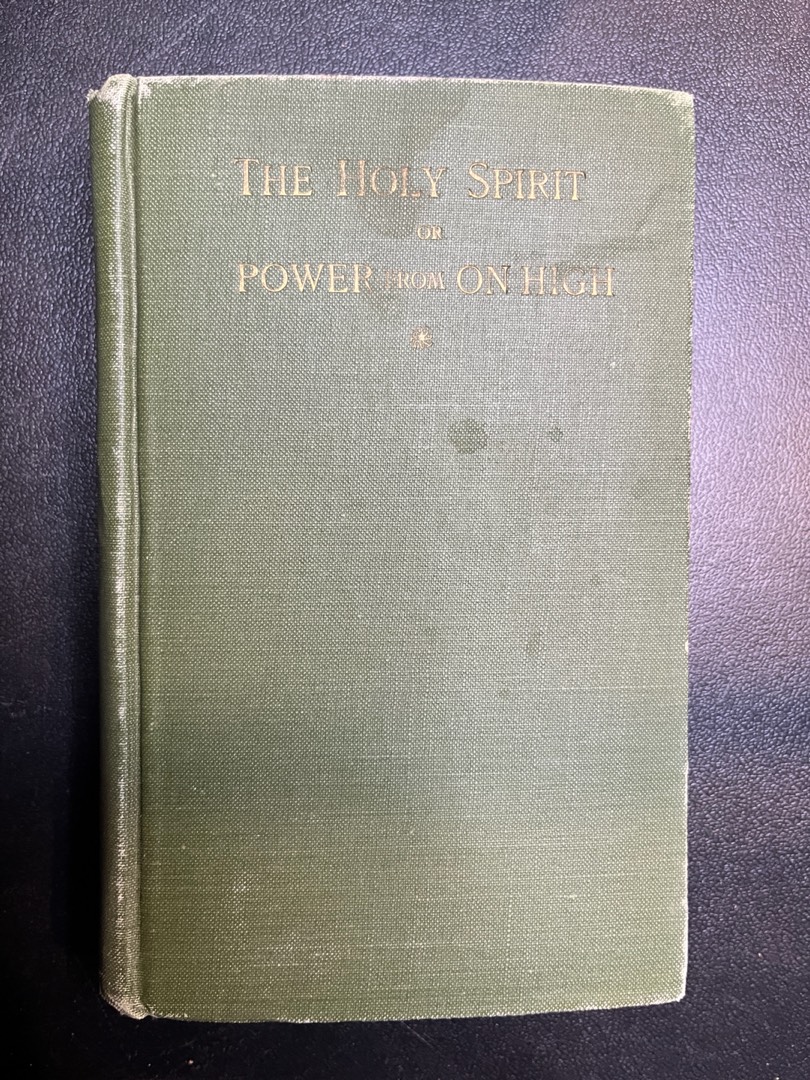 THE HOLY SPIRIT
OR
POWER FROM ON HIGH